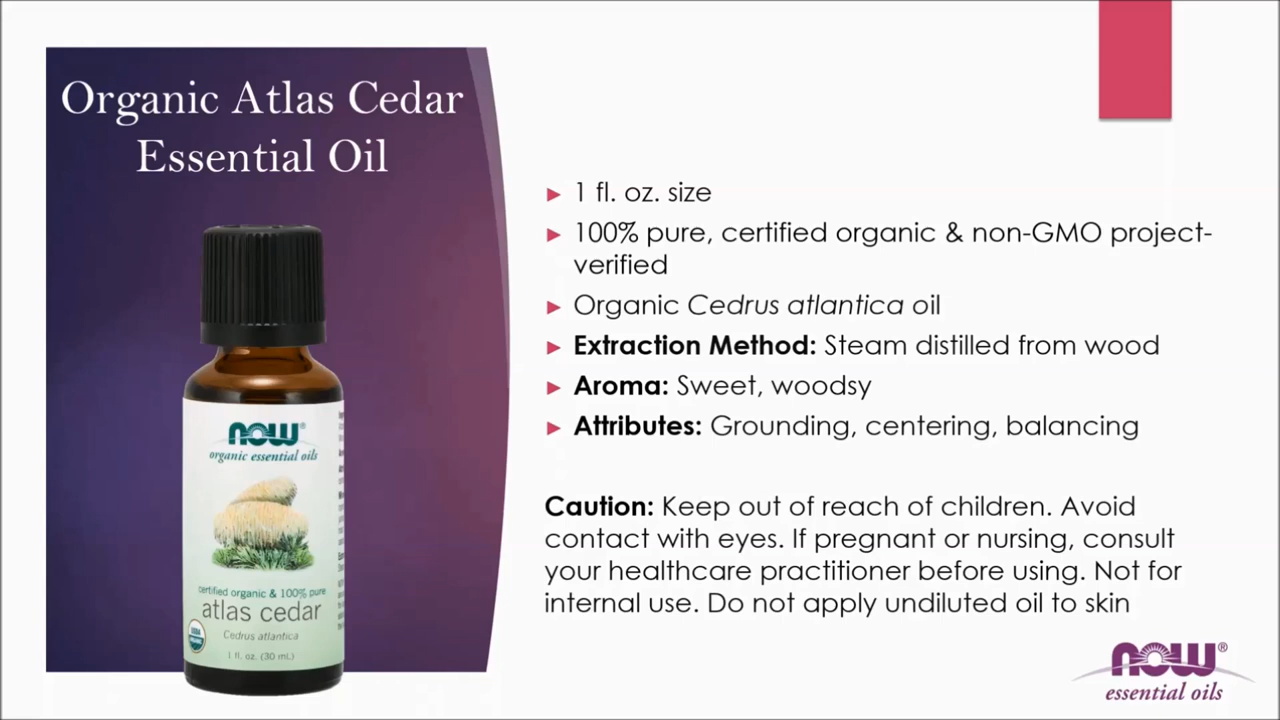 Organic Atlas Cedar
Essential Oil
now®
organic essential oils
certified organic & 100% pure
atlas cedar
USDA
ORGANIC
Cedrus atlantica
1 fl. oz. (30 mL)
► 1 fl. oz. size
► 100% pure, certified organic & non-GMO project-
verified
► Organic Cedrus atlantica oil
► Extraction Method: Steam distilled from wood
► Aroma: Sweet, woodsy
► Attributes: Grounding, centering, balancing
Caution: Keep out of reach of children. Avoid
contact with eyes. If pregnant or nursing, consult
your healthcare practitioner before using. Not for
internal use. Do not apply undiluted oil to skin
now®
essential oils